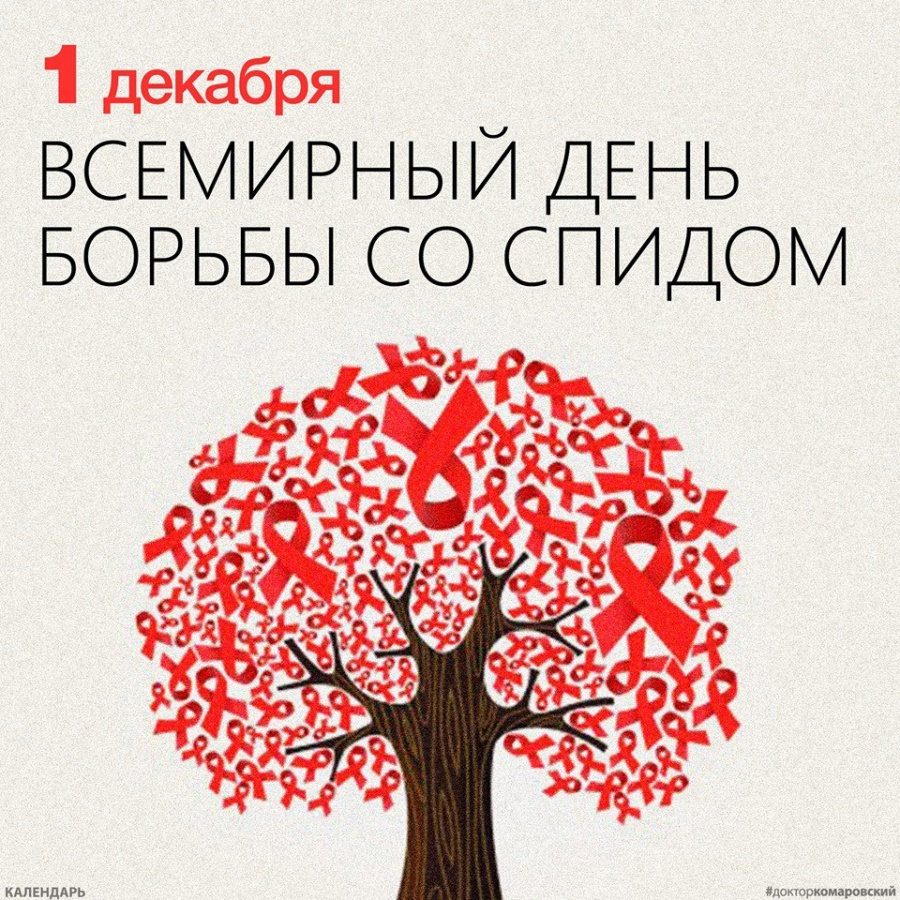 1 декабря
ВСЕМИРНЫЙ ДЕНЬ
БОРЬБЫ СО СПИДОМ
КАЛЕНДАРЬ
#докторкомаровский